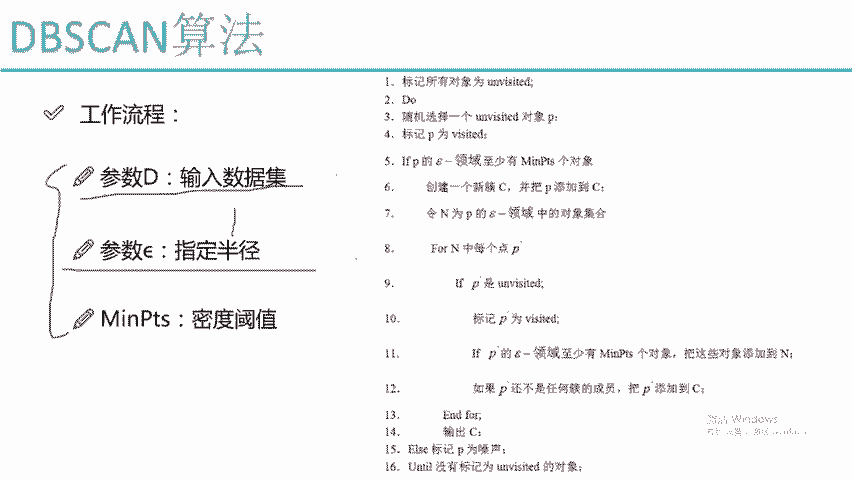 DBSCAN算法
工作流程：
参数D：输入数据集
参数ϵ：指定半径
MinPts：密度阈值
1. 标记所有对象为 unvisited;
2. Do
3. 随机选择一个 unvisited 对象 p;
4. 标记 p 为 visited;
5. If p 的 ε – 领域 至少有 MinPts 个对象
6. 创建一个新簇 C，并把 p 添加到 C;
7. 令 N 为 p 的 ε – 领域 中的对象集合
8. For N 中每个点 p'
9. If p' 是 unvisited;
10. 标记 p' 为 visited;
11. If p' 的 ε – 领域 至少有 MinPts 个对象，把这些对象添加到 N;
12. 如果 p' 还不是任何簇的成员，把 p' 添加到 C;
13. End for;
14. 输出 C;
15. Else 标记 p 为噪声;
16. Until 没有标记为 unvisited 的对象;
激活 Windows